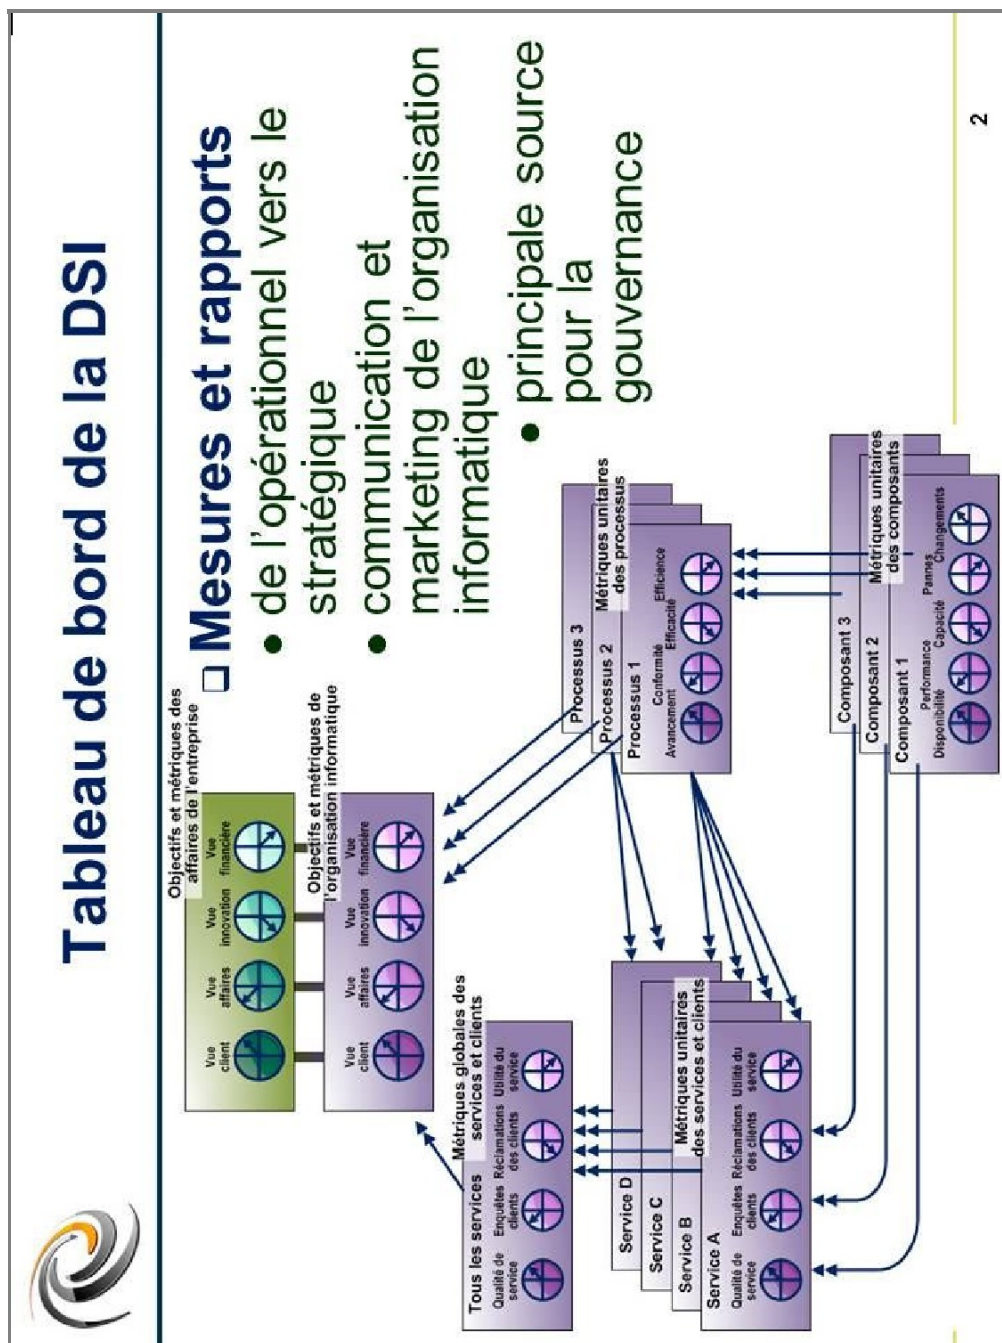 Tableau de bord de la DSI
❑ Mesures et rapports
• de l'opérationnel vers le
stratégique
• communication et
marketing de l'organisation
informatique
• principale source
pour la
gouvernance
Objectifs et métriques des
affaires de l'entreprise
Vue
client
Vue
affaires
Vue
innovation
Vue
financière
Objectifs et métriques de
l'organisation informatique
Vue
client
Vue
affaires
Vue
innovation
Vue
financière
Métriques globales des
services et clients
Tous les services
Qualité de
service
Enquêtes
clients
Réclamations
des clients
Utilité du
service
Processus 3
Processus 2
Processus 1
Métriques unitaires
des processus
Avancement
Conformité
Efficacité
Efficience
Service D
Service C
Service B
Service A
Métriques unitaires
des services et clients
Qualité de
service
Enquêtes
clients
Réclamations
des clients
Utilité du
service
Composant 3
Composant 2
Composant 1
Métriques unitaires
des composants
Disponibilité
Performance
Capacité
Pannes
Changements
2